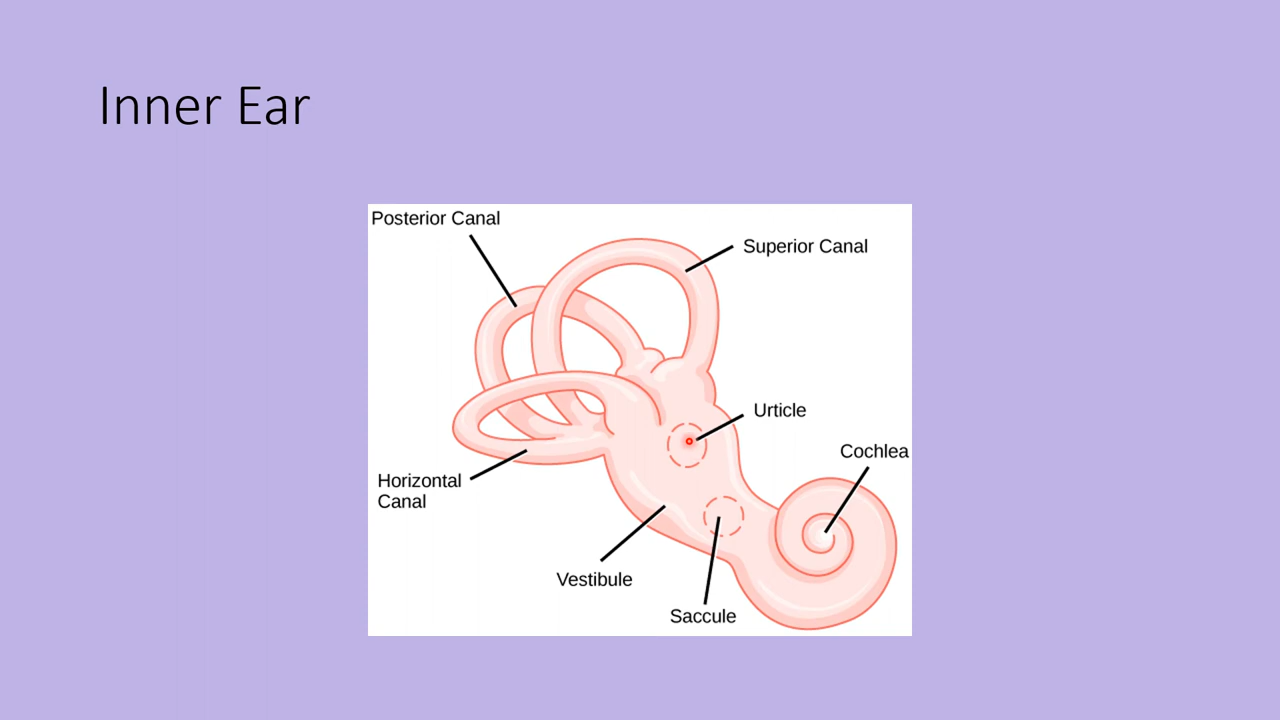 Inner Ear
Posterior Canal
Superior Canal
Urticle
Cochlea
Horizontal
Canal
Vestibule
Saccule